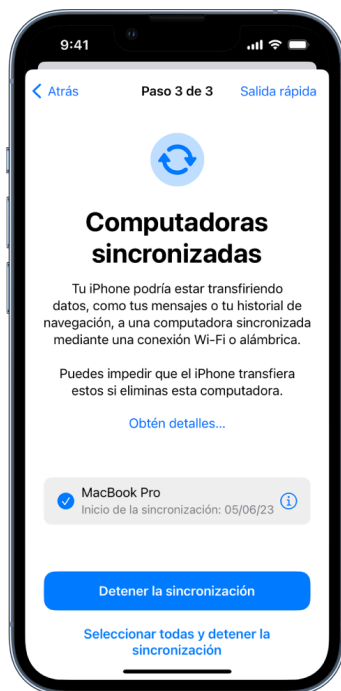 9:41
Atrás
Paso 3 de 3
Salida rápida
Computadoras
sincronizadas
Tu iPhone podría estar transfiriendo
datos, como tus mensajes o tu historial de
navegación, a una computadora sincronizada
mediante una conexión Wi-Fi o alámbrica.
Puedes impedir que el iPhone transfiera
estos si eliminas esta computadora.
Obtén detalles...
MacBook Pro
Inicio de la sincronización: 05/06/23
Detener la sincronización
Seleccionar todas y detener la
sincronización